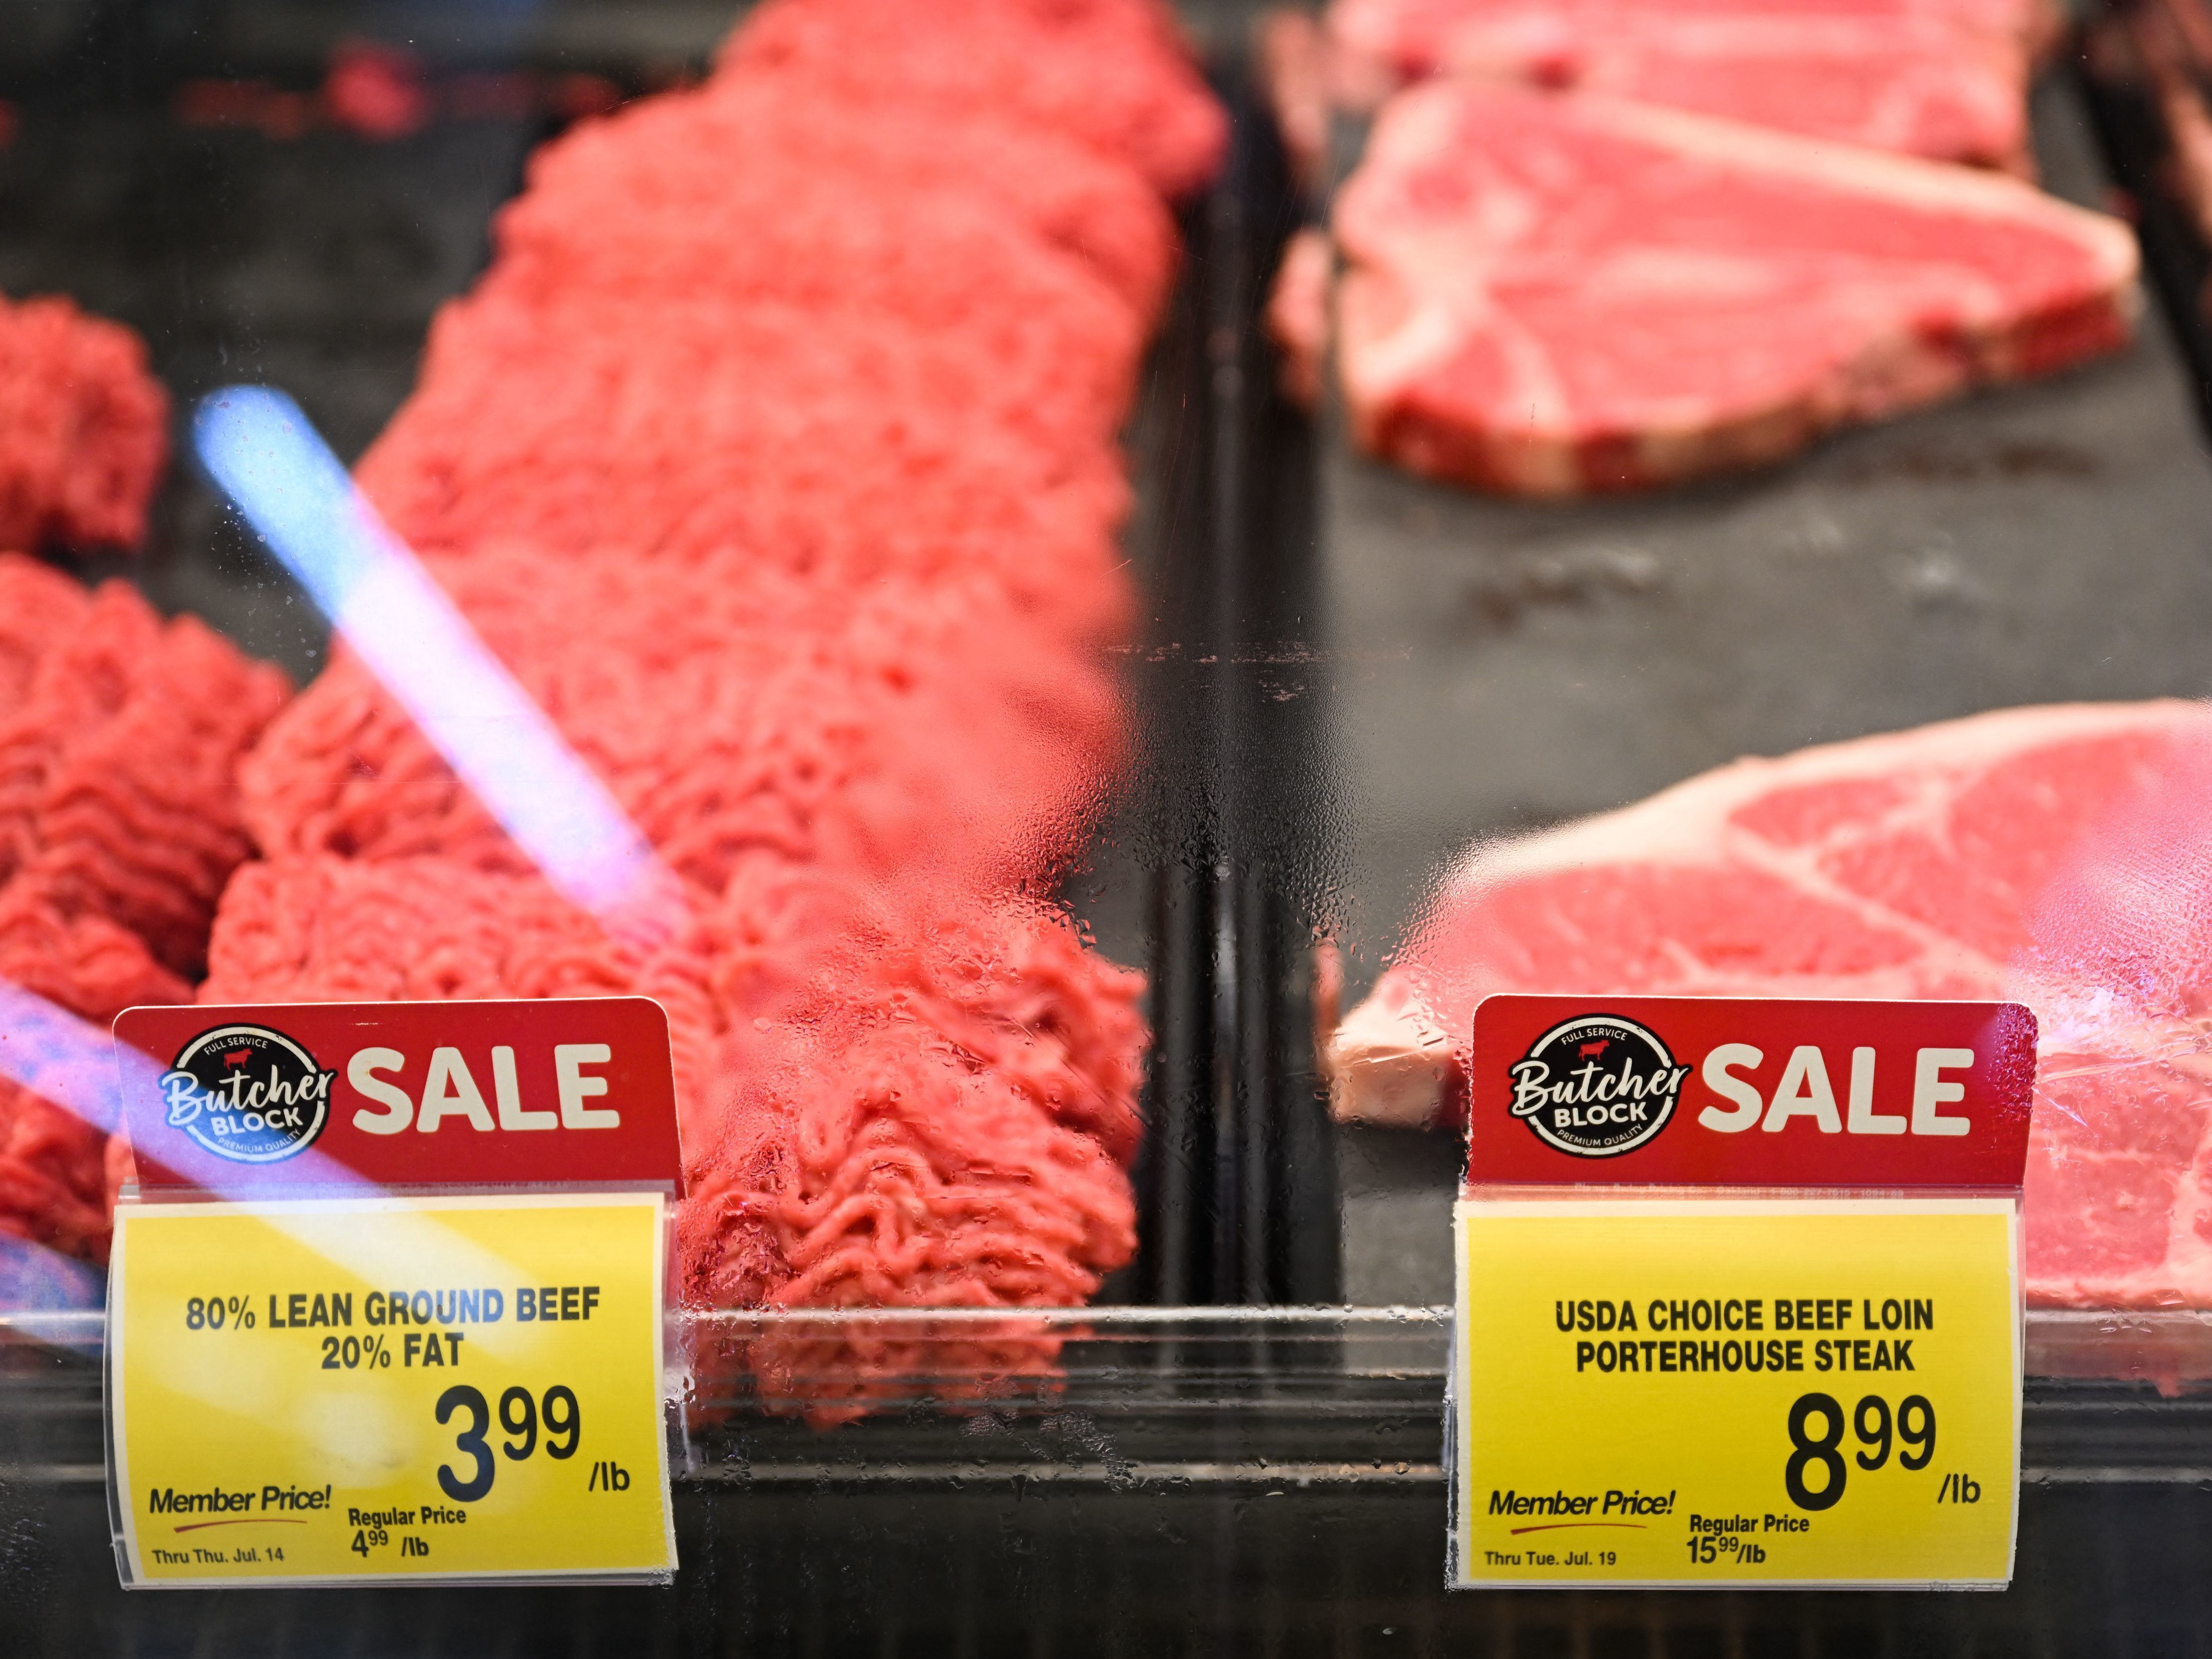 FULL SERVICE
Butcher
BLOCK
PREMIUM QUALITY
SALE
80% LEAN GROUND BEEF
20% FAT
3 99 /lb
Member Price!
Regular Price
4 99 /lb
Thru Thu. Jul. 14
FULL SERVICE
Butcher
BLOCK
PREMIUM QUALITY
SALE
USDA CHOICE BEEF LOIN
PORTERHOUSE STEAK
8 99 /lb
Member Price!
Regular Price
15 99/lb
Thru Tue. Jul. 19